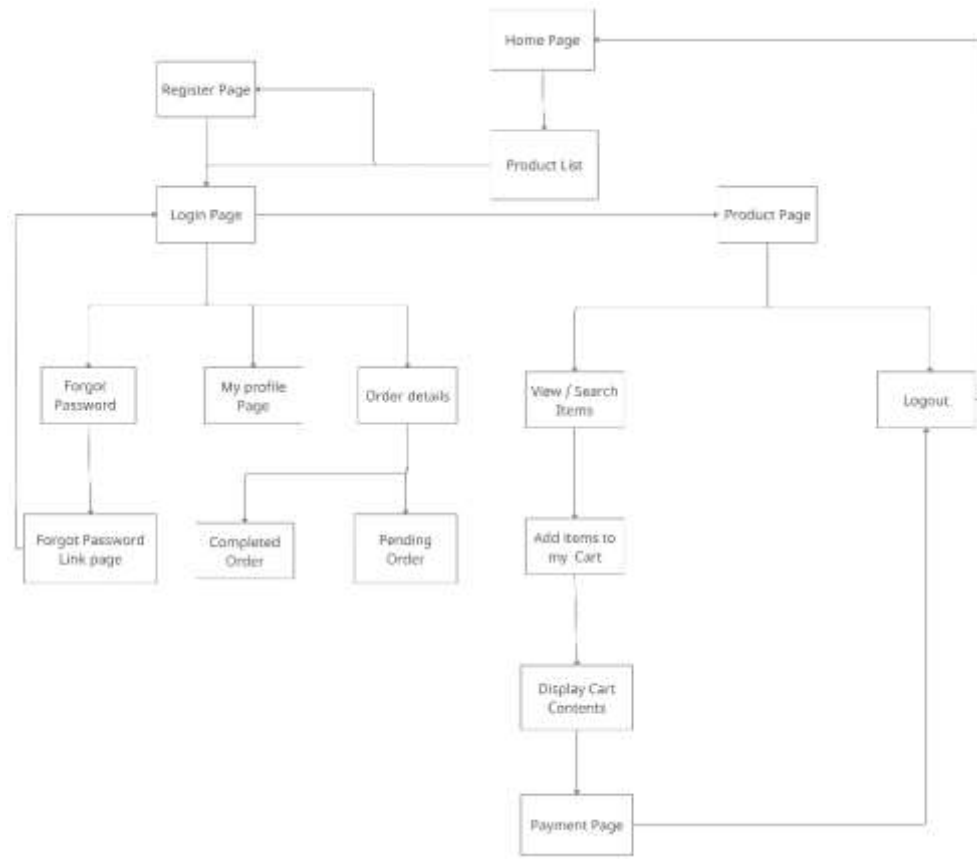 Home Page
Register Page
Product List
Login Page
Product Page
Forgot
Password
My profile
Page
Order details
View / Search
Items
Logout
Forgot Password
Link page
Completed
Order
Pending
Order
Add items to
my Cart
Display Cart
Contents
Payment Page